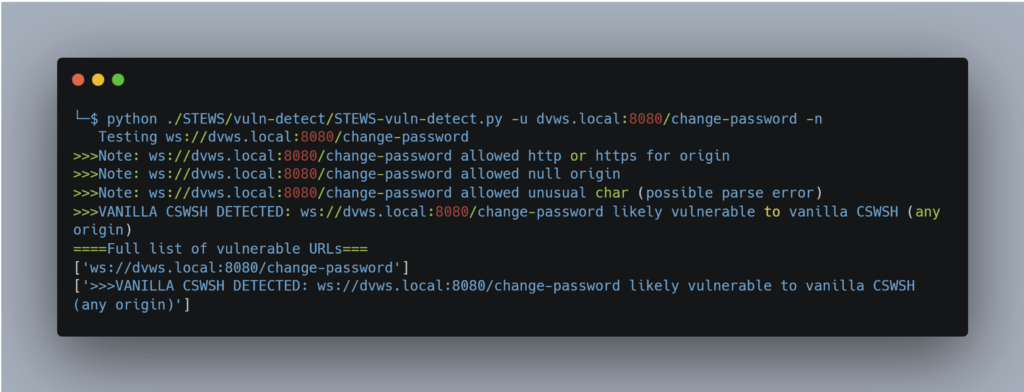 └─$ python ./STEWS/vuln-detect/STEWS-vuln-detect.py -u dvws.local:8080/change-password -n
Testing ws://dvws.local:8080/change-password
>>>Note: ws://dvws.local:8080/change-password allowed http or https for origin
>>>Note: ws://dvws.local:8080/change-password allowed null origin
>>>Note: ws://dvws.local:8080/change-password allowed unusual char (possible parse error)
>>>VANILLA CSWSH DETECTED: ws://dvws.local:8080/change-password likely vulnerable to vanilla CSWSH (any
origin)
====Full list of vulnerable URLs===
['ws://dvws.local:8080/change-password']
['>>>VANILLA CSWSH DETECTED: ws://dvws.local:8080/change-password likely vulnerable to vanilla CSWSH
(any origin)']